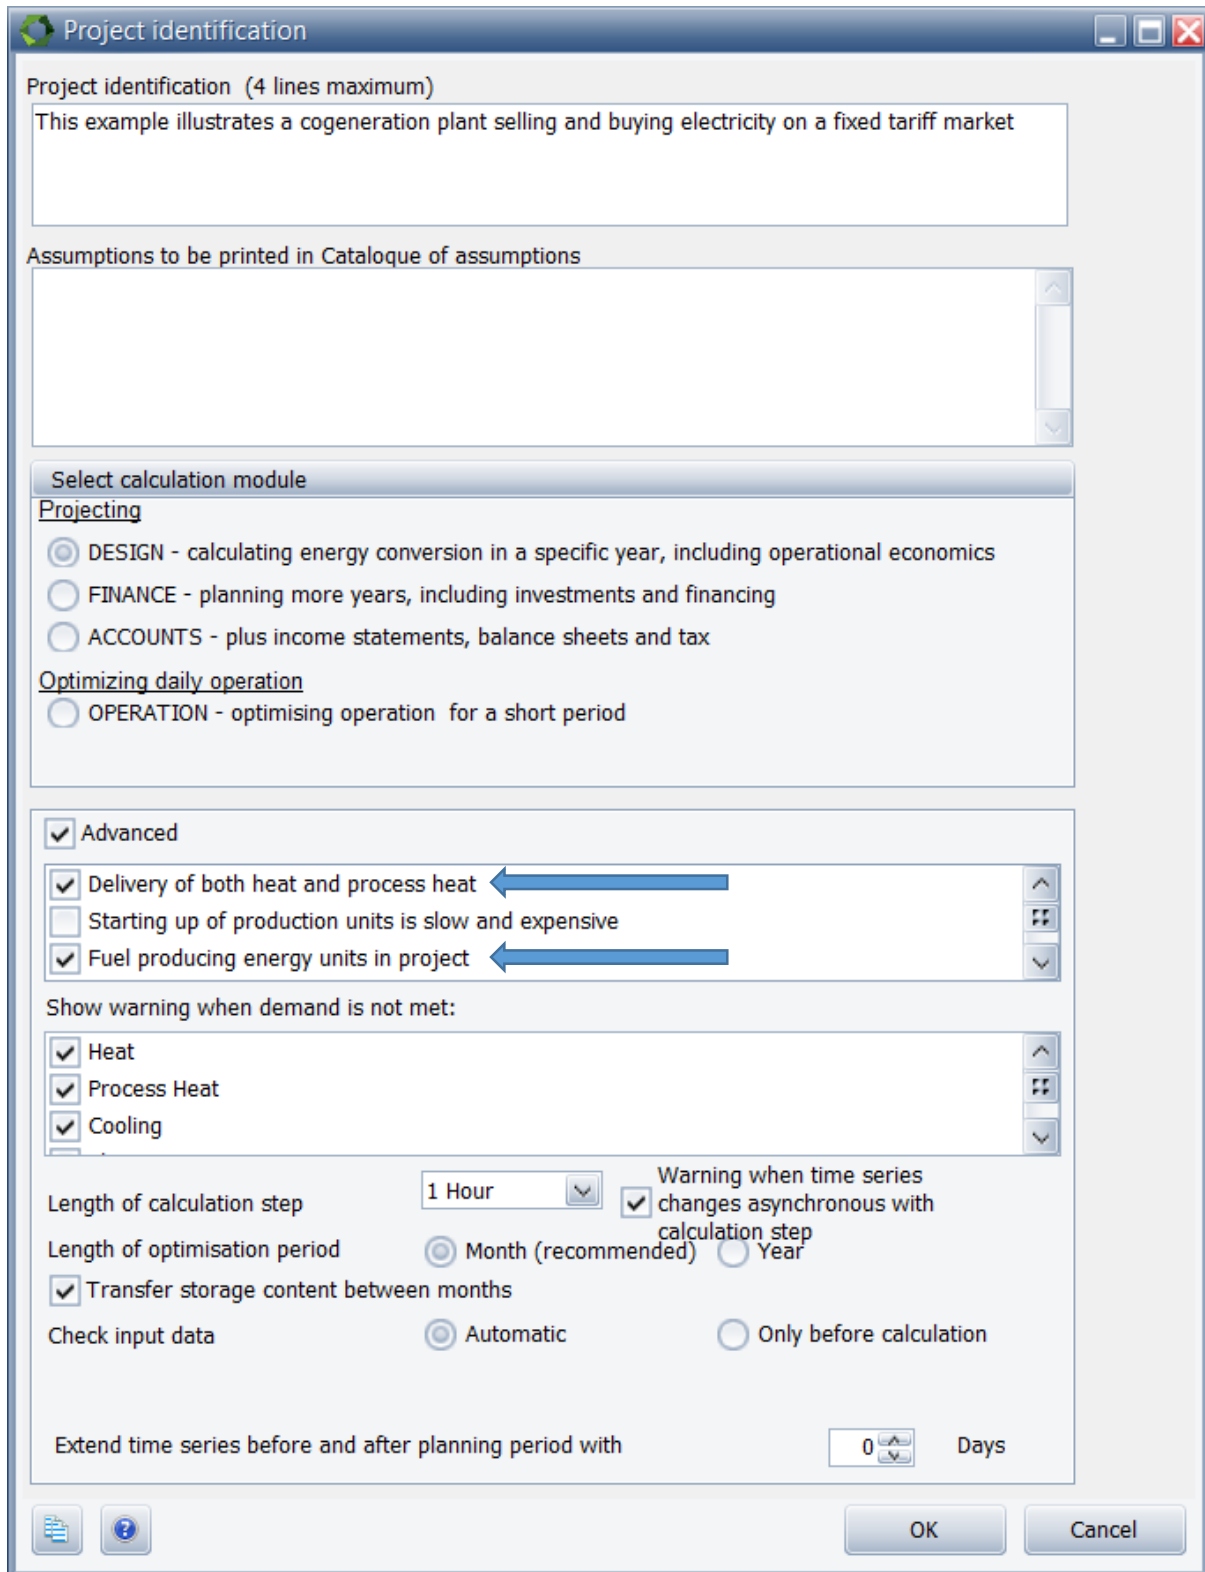 Project identification
Project identification  (4 lines maximum)
This example illustrates a cogeneration plant selling and buying electricity on a fixed tariff market
Assumptions to be printed in Cataloque of assumptions
Select calculation module
Projecting
DESIGN - calculating energy conversion in a specific year, including operational economics
FINANCE - planning more years, including investments and financing
ACCOUNTS - plus income statements, balance sheets and tax
Optimizing daily operation
OPERATION - optimising operation  for a short period
Advanced
Delivery of both heat and process heat
Starting up of production units is slow and expensive
Fuel producing energy units in project
Show warning when demand is not met:
Heat
Process Heat
Cooling
Length of calculation step
1 Hour
Warning when time series
changes asynchronous with
calculation step
Length of optimisation period
Month (recommended)
Year
Transfer storage content between months
Check input data
Automatic
Only before calculation
Extend time series before and after planning period with
0
Days
OK
Cancel